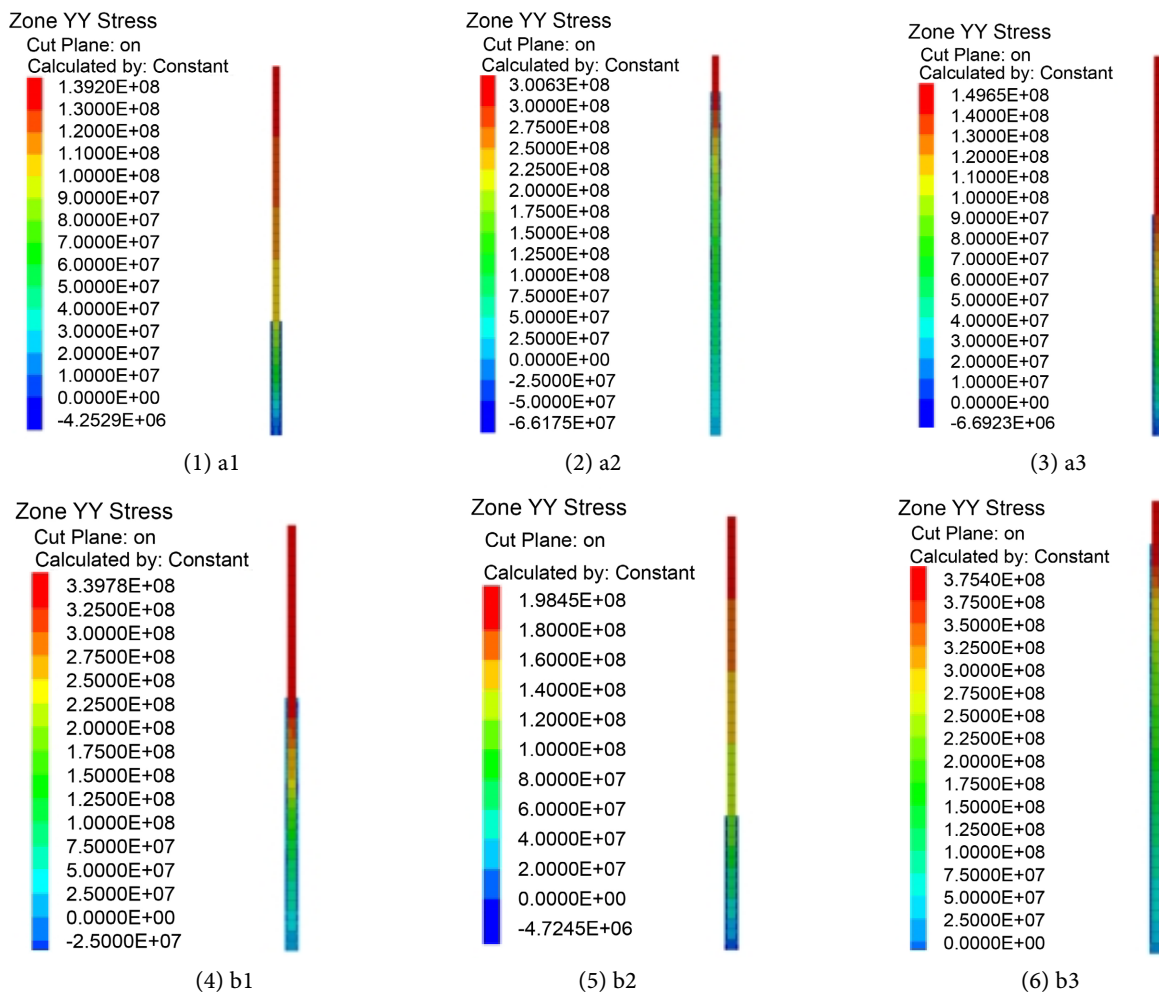 Zone YY Stress
Cut Plane: on
Calculated by: Constant
1.3920E+08
1.3000E+08
1.2000E+08
1.1000E+08
1.0000E+08
9.0000E+07
8.0000E+07
7.0000E+07
6.0000E+07
5.0000E+07
4.0000E+07
3.0000E+07
2.0000E+07
1.0000E+07
0.0000E+00
-4.2529E+06
(1) a1
Zone YY Stress
Cut Plane: on
Calculated by: Constant
3.0063E+08
3.0000E+08
2.7500E+08
2.5000E+08
2.2500E+08
2.0000E+08
1.7500E+08
1.5000E+08
1.2500E+08
1.0000E+08
7.5000E+07
5.0000E+07
2.5000E+07
0.0000E+00
-2.5000E+07
-5.0000E+07
-6.6175E+07
(2) a2
Zone YY Stress
Cut Plane: on
Calculated by: Constant
1.4965E+08
1.4000E+08
1.3000E+08
1.2000E+08
1.1000E+08
1.0000E+08
9.0000E+07
8.0000E+07
7.0000E+07
6.0000E+07
5.0000E+07
4.0000E+07
3.0000E+07
2.0000E+07
1.0000E+07
0.0000E+00
-6.6923E+06
(3) a3
Zone YY Stress
Cut Plane: on
Calculated by: Constant
3.3978E+08
3.2500E+08
3.0000E+08
2.7500E+08
2.5000E+08
2.2500E+08
2.0000E+08
1.7500E+08
1.5000E+08
1.2500E+08
1.0000E+08
7.5000E+07
5.0000E+07
2.5000E+07
0.0000E+00
-2.5000E+07
(4) b1
Zone YY Stress
Cut Plane: on
Calculated by: Constant
1.9845E+08
1.8000E+08
1.6000E+08
1.4000E+08
1.2000E+08
1.0000E+08
8.0000E+07
6.0000E+07
4.0000E+07
2.0000E+07
0.0000E+00
-4.7245E+06
(5) b2
Zone YY Stress
Cut Plane: on
Calculated by: Constant
3.7540E+08
3.7500E+08
3.5000E+08
3.2500E+08
3.0000E+08
2.7500E+08
2.5000E+08
2.2500E+08
2.0000E+08
1.7500E+08
1.5000E+08
1.2500E+08
1.0000E+08
7.5000E+07
5.0000E+07
2.5000E+07
0.0000E+00
(6) b3